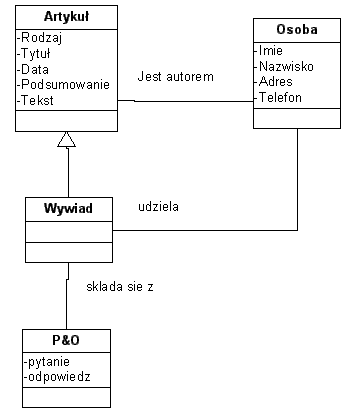 Artykuł
-Rodzaj
-Tytuł
-Data
-Podsumowanie
-Tekst
Jest autorem
Osoba
-Imie
-Nazwisko
-Adres
-Telefon
Wywiad
udziela
sklada sie z
P&O
-pytanie
-odpowiedz